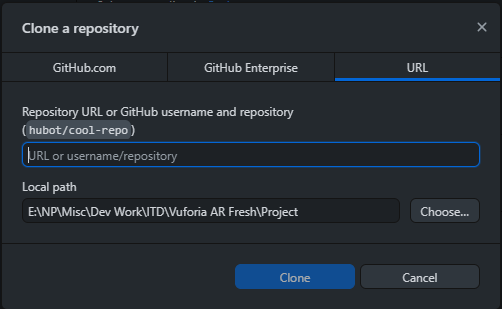 Clone a repository
GitHub.com
GitHub Enterprise
URL
Repository URL or GitHub username and repository
(hubot/cool-repo)
URL or username/repository
Local path
E:\NP\Misc\Dev Work\ITD\Vuforia AR Fresh\Project
Choose...
Clone
Cancel